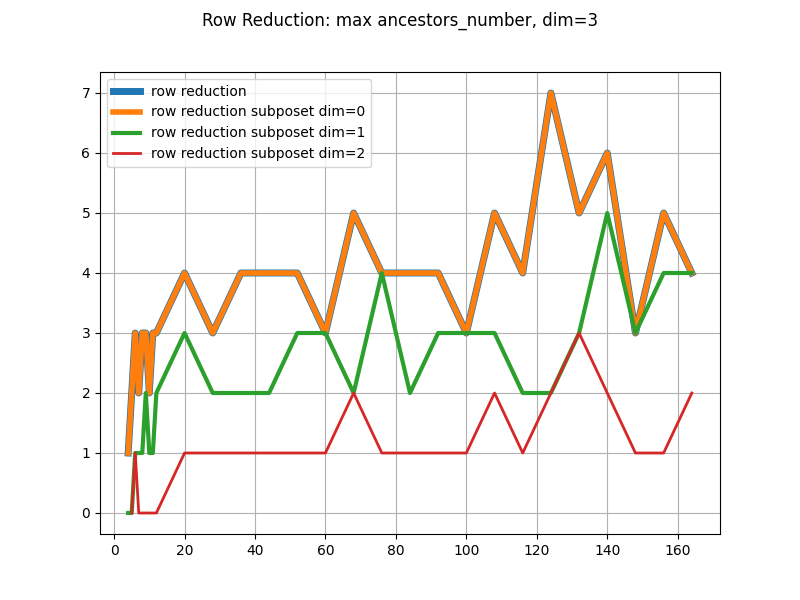 Row Reduction: max ancestors_number, dim=3
row reduction
row reduction subposet dim=0
row reduction subposet dim=1
row reduction subposet dim=2
7
6
5
4
3
2
1
0
0 20 40 60 80 100 120 140 160